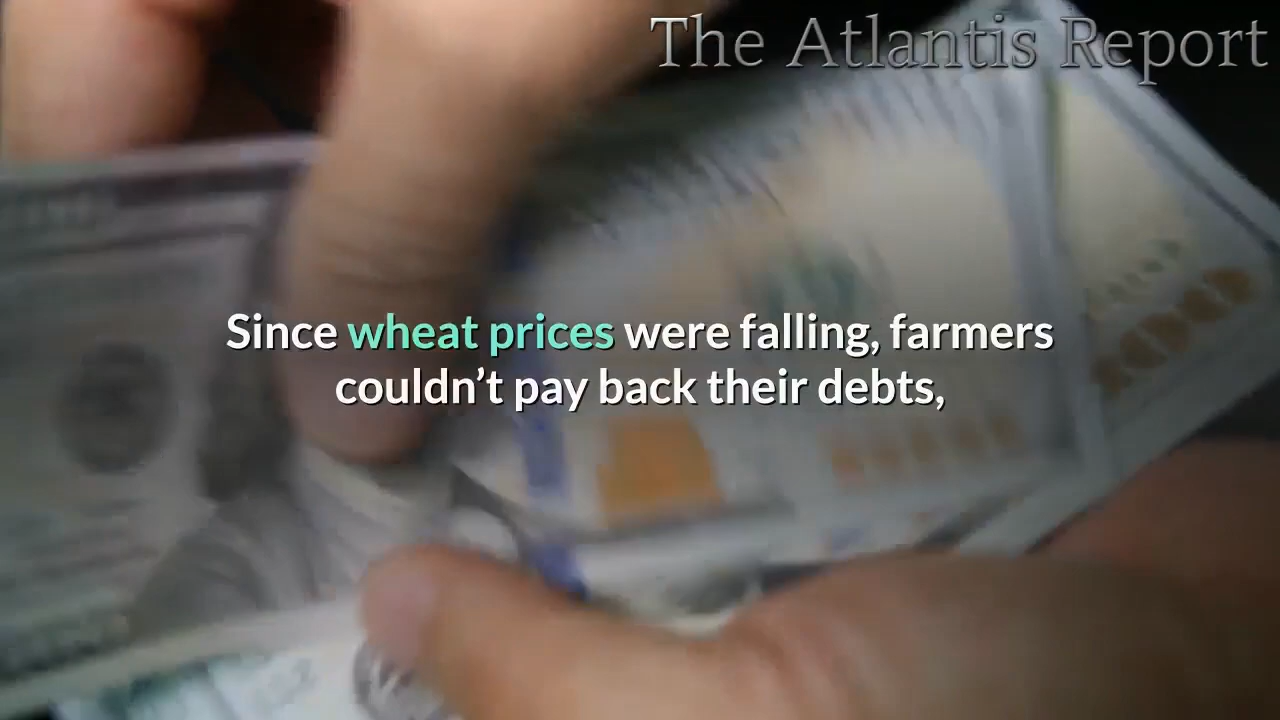 The Atlantis Report
Since wheat prices were falling, farmers
couldn’t pay back their debts,